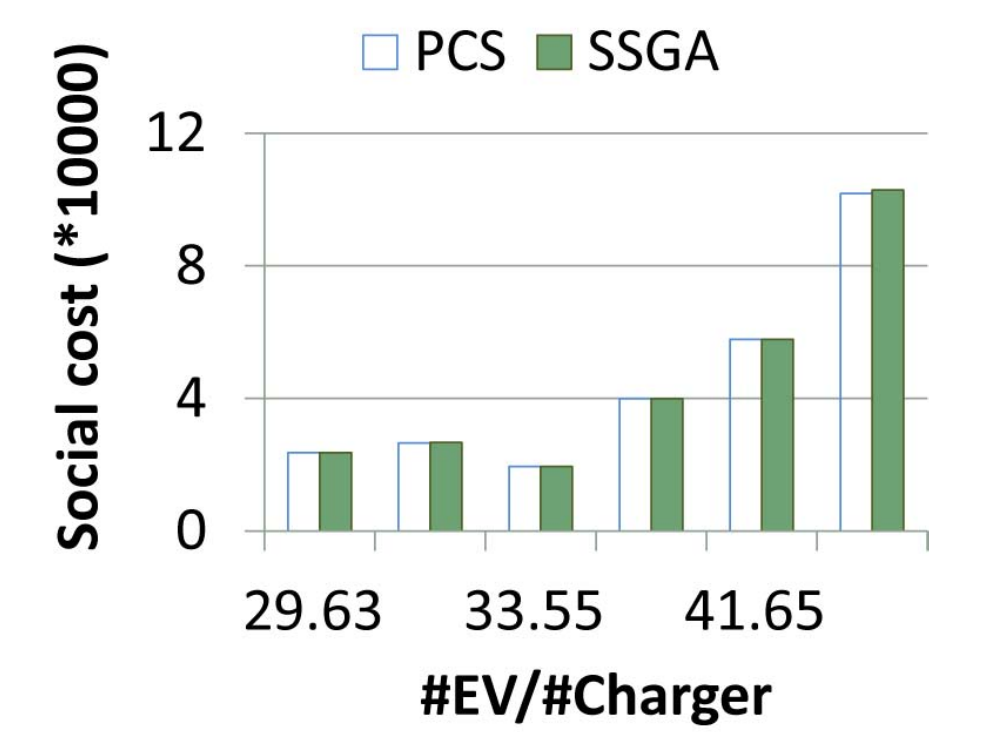 PCS SSGA
Social cost (*10000)
12
8
4
0
29.63 33.55 41.65
#EV/#Charger